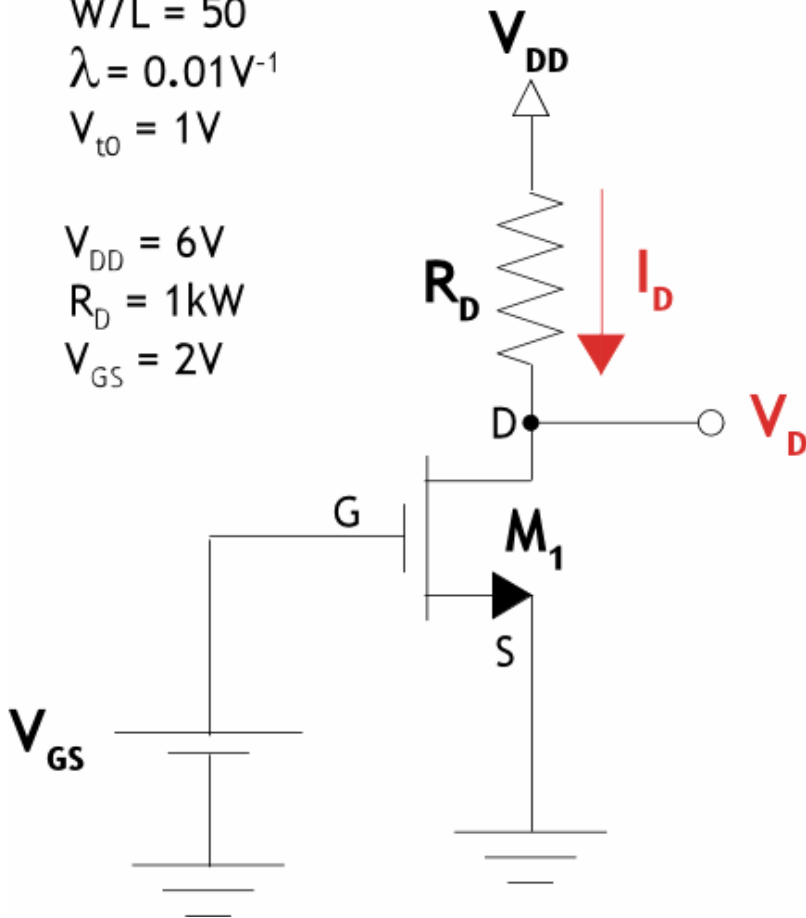 W/L = 50
λ = 0.01V⁻¹
Vt0 = 1V
VDD = 6V
RD = 1kW
VGS = 2V
VDD
RD
ID
D
VD
G
M1
S
VGS